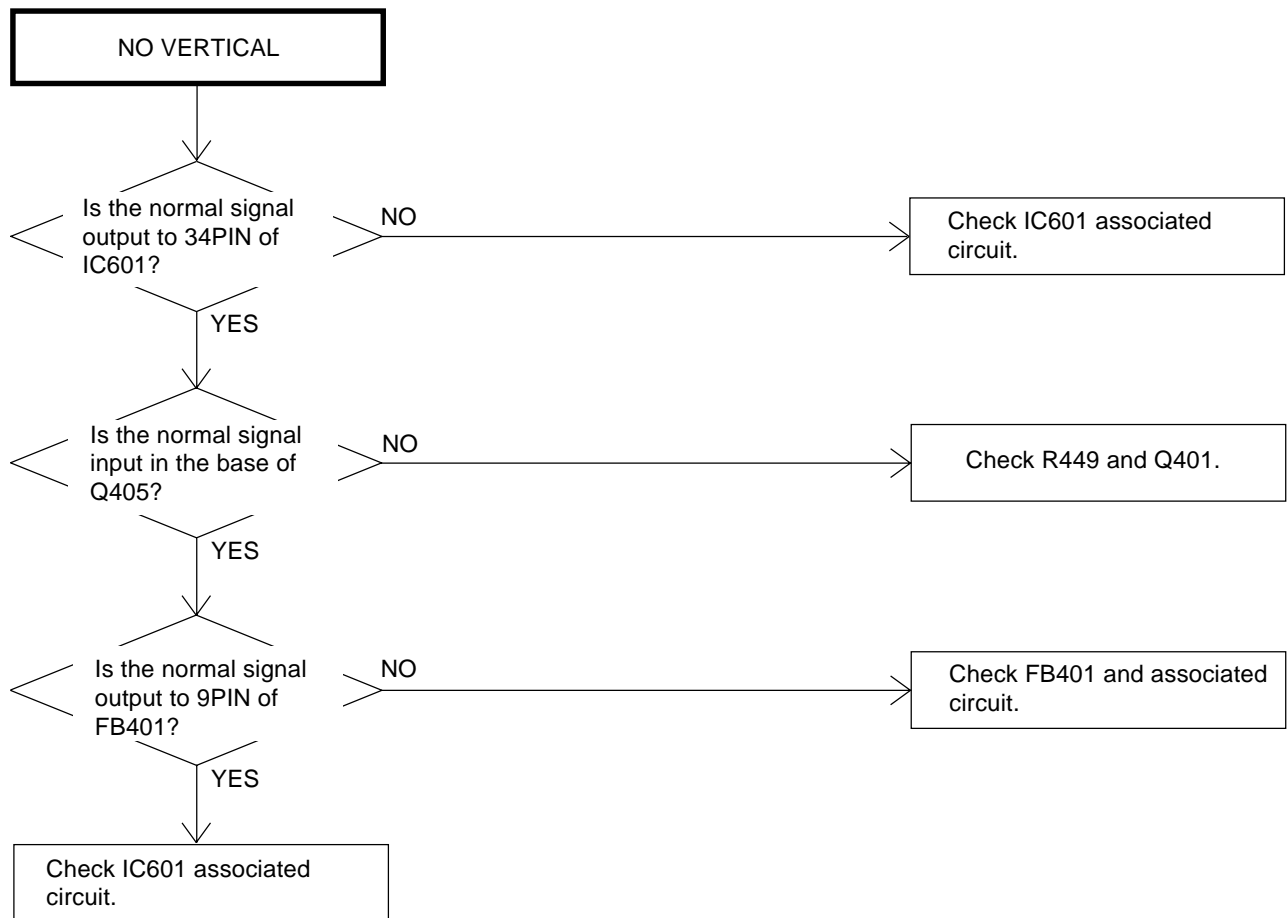 NO VERTICAL
Is the normal signal
output to 34PIN of
IC601?
NO
Check IC601 associated
circuit.
YES
Is the normal signal
input in the base of
Q405?
NO
Check R449 and Q401.
YES
Is the normal signal
output to 9PIN of
FB401?
NO
Check FB401 and associated
circuit.
YES
Check IC601 associated
circuit.